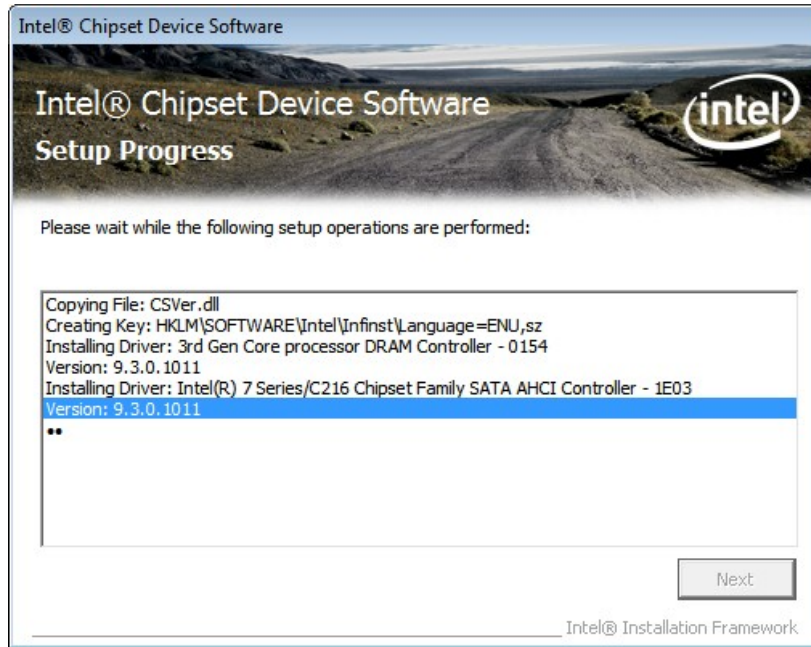 Intel® Chipset Device Software
Intel® Chipset Device Software
intel
Setup Progress
Please wait while the following setup operations are performed:
Copying File: CSVer.dll
Creating Key: HKLM\SOFTWARE\Intel\Infinst\Language=ENU,sz
Installing Driver: 3rd Gen Core processor DRAM Controller - 0154
Version: 9.3.0.1011
Installing Driver: Intel(R) 7 Series/C216 Chipset Family SATA AHCI Controller - 1E03
Version: 9.3.0.1011
••
Next
Intel® Installation Framework